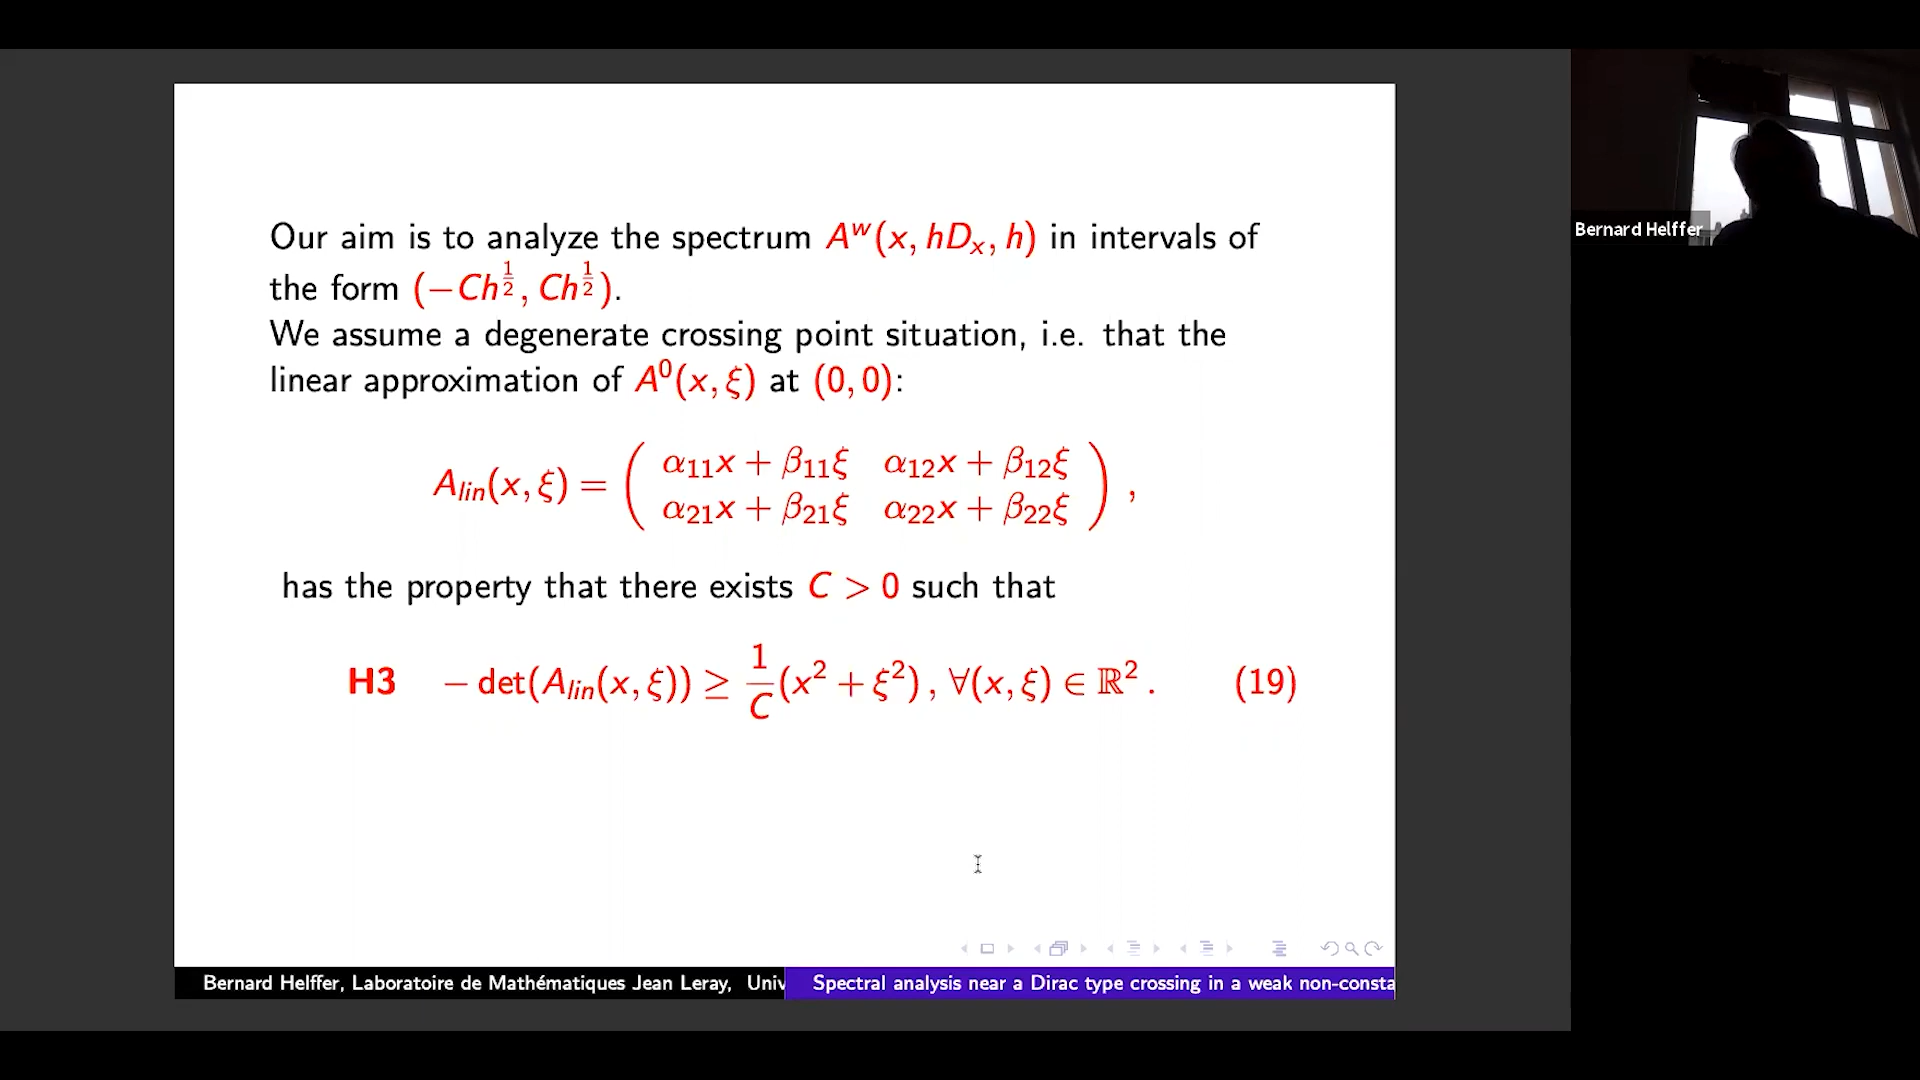 Our aim is to analyze the spectrum A^w(x, hD_x, h) in intervals of
the form (−Ch^{1/2}, Ch^{1/2}).
We assume a degenerate crossing point situation, i.e. that the
linear approximation of A^0(x, ξ) at (0, 0):
A_{lin}(x, ξ) = ( α_{11}x + β_{11}ξ   α_{12}x + β_{12}ξ
α_{21}x + β_{21}ξ   α_{22}x + β_{22}ξ ) ,
has the property that there exists C > 0 such that
H3   − det(A_{lin}(x, ξ)) ≥ \frac{1}{C}(x² + ξ²) , ∀(x, ξ) ∈ ℝ² .   (19)
Bernard Helffer, Laboratoire de Mathématiques Jean Leray, Univ
Spectral analysis near a Dirac type crossing in a weak non-consta
Bernard Helffer